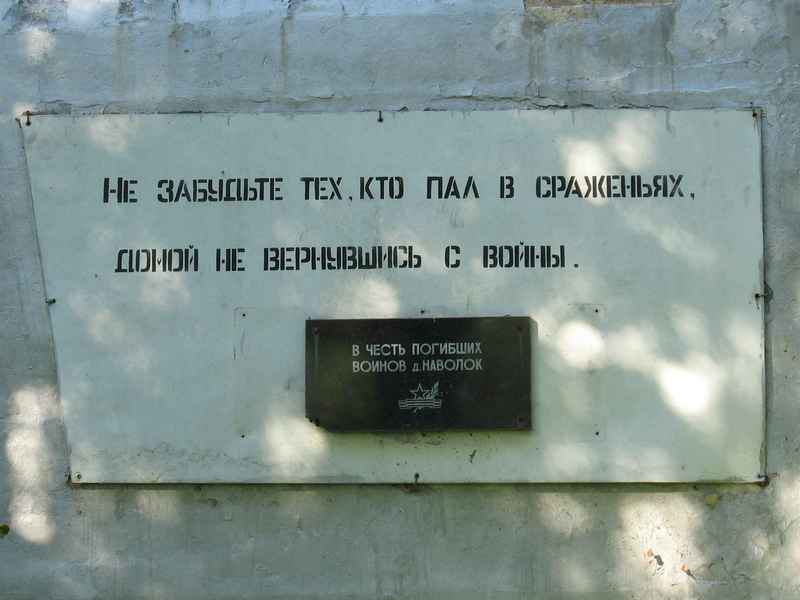 НЕ ЗАБУДЬТЕ ТЕХ, КТО ПАЛ В СРАЖЕНЬЯХ,
ДОМОЙ НЕ ВЕРНУВШИСЬ С ВОЙНЫ.
В ЧЕСТЬ ПОГИБШИХ
ВОИНОВ д. НАВОЛОК